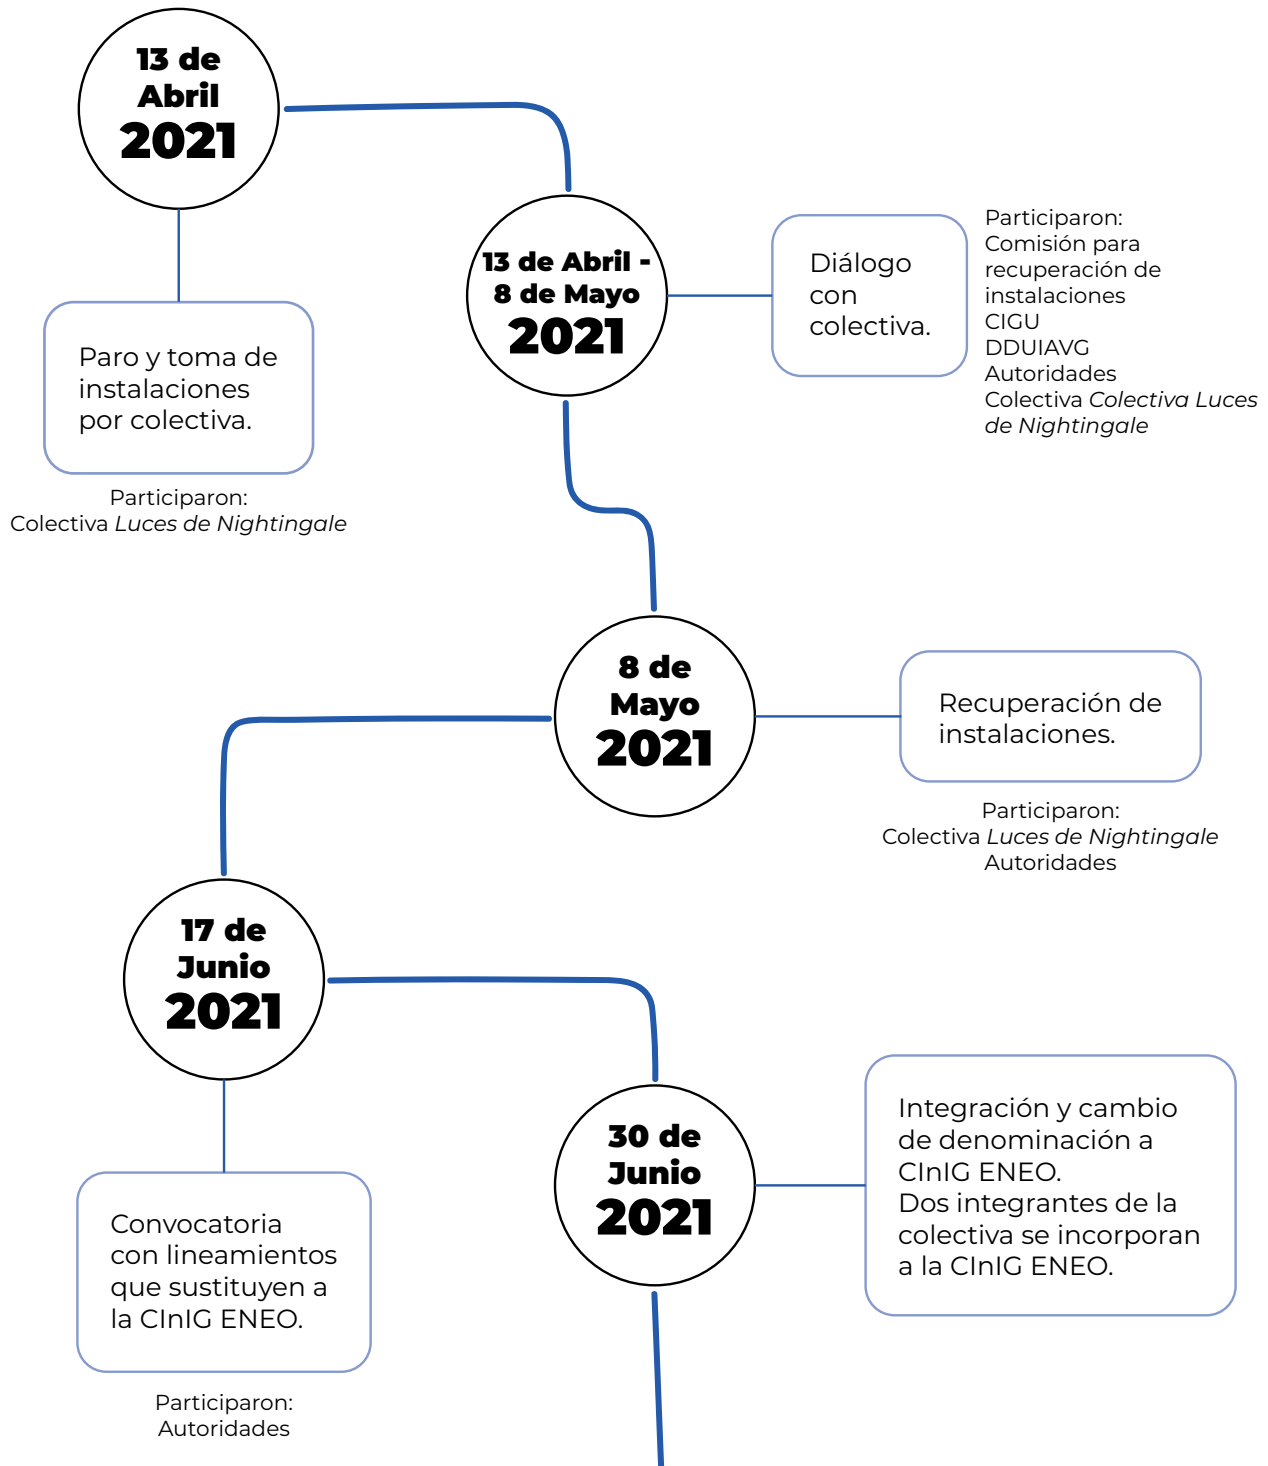 13 de
Abril
2021
Paro y toma de
instalaciones
por colectiva.
Participaron:
Colectiva Luces de Nightingale
13 de Abril -
8 de Mayo
2021
Diálogo
con
colectiva.
Participaron:
Comisión para
recuperación de
instalaciones
CIGU
DDUIAVG
Autoridades
Colectiva Colectiva Luces
de Nightingale
8 de
Mayo
2021
Recuperación de
instalaciones.
Participaron:
Colectiva Luces de Nightingale
Autoridades
17 de
Junio
2021
Convocatoria
con lineamientos
que sustituyen a
la CInIG ENEO.
Participaron:
Autoridades
30 de
Junio
2021
Integración y cambio
de denominación a
CInIG ENEO.
Dos integrantes de la
colectiva se incorporan
a la CInIG ENEO.